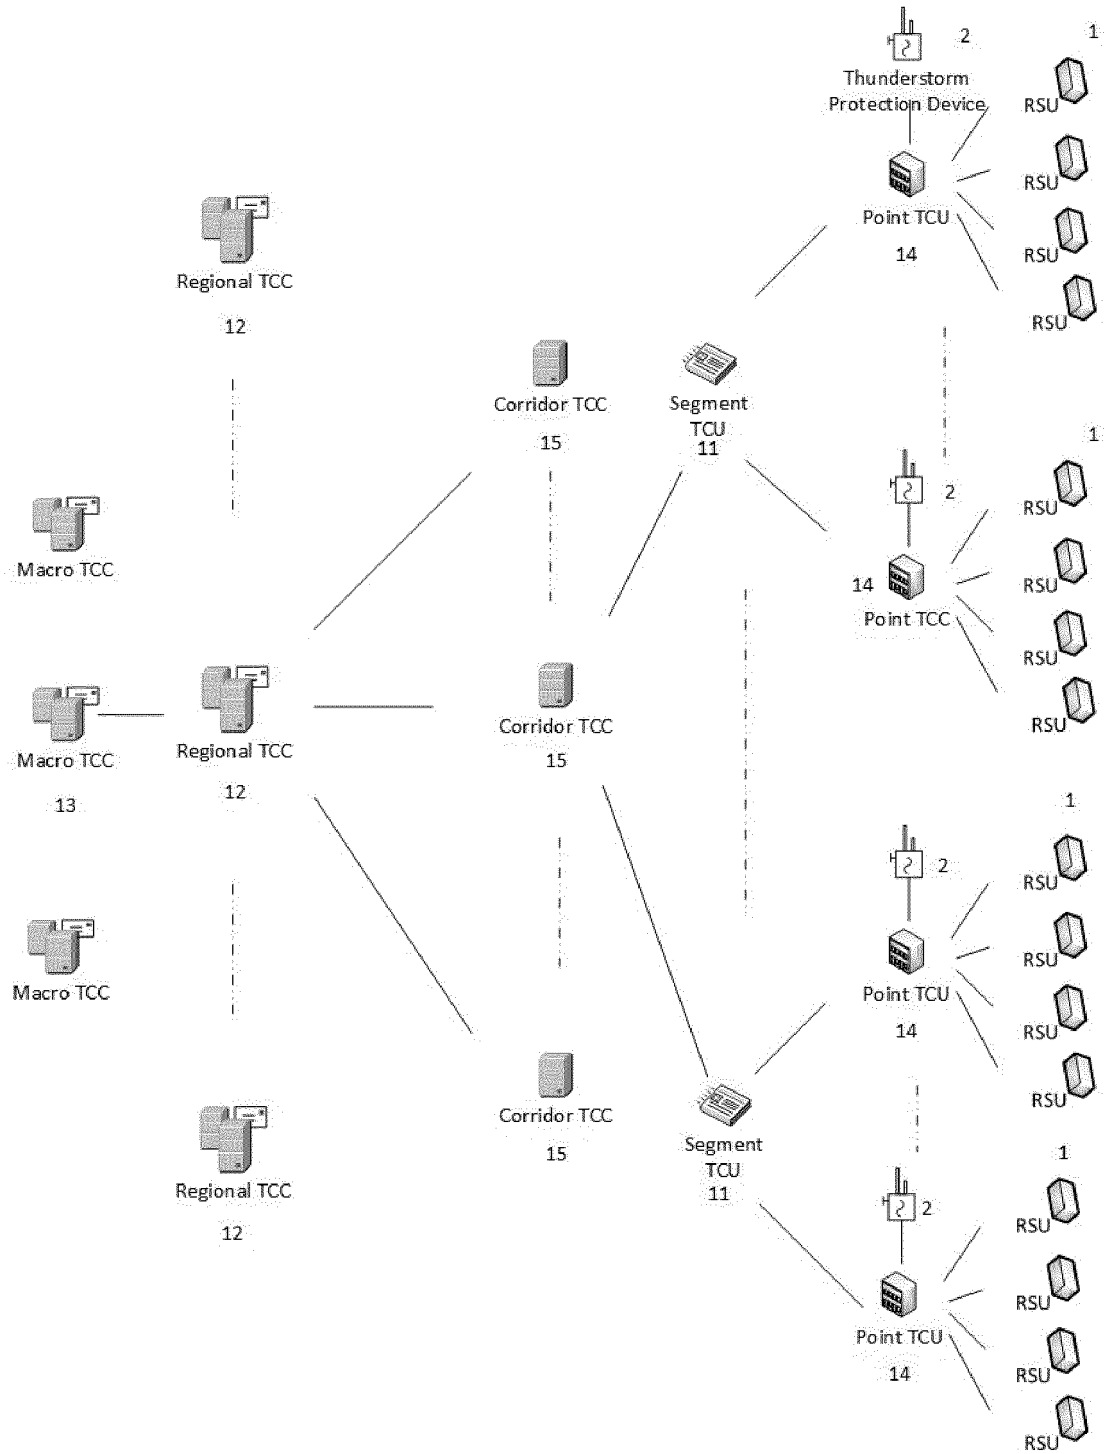 2
1
Thunderstorm
Protection Device
RSU
RSU
RSU
RSU
Point TCU
14
Regional TCC
12
Corridor TCC
15
Segment
TCU
11
1
2
RSU
RSU
RSU
RSU
14
Point TCC
Macro TCC
Macro TCC
13
Regional TCC
12
Corridor TCC
15
1
2
RSU
RSU
RSU
RSU
Point TCU
14
Macro TCC
Corridor TCC
15
Segment
TCU
11
Regional TCC
12
1
2
RSU
RSU
RSU
RSU
Point TCU
14